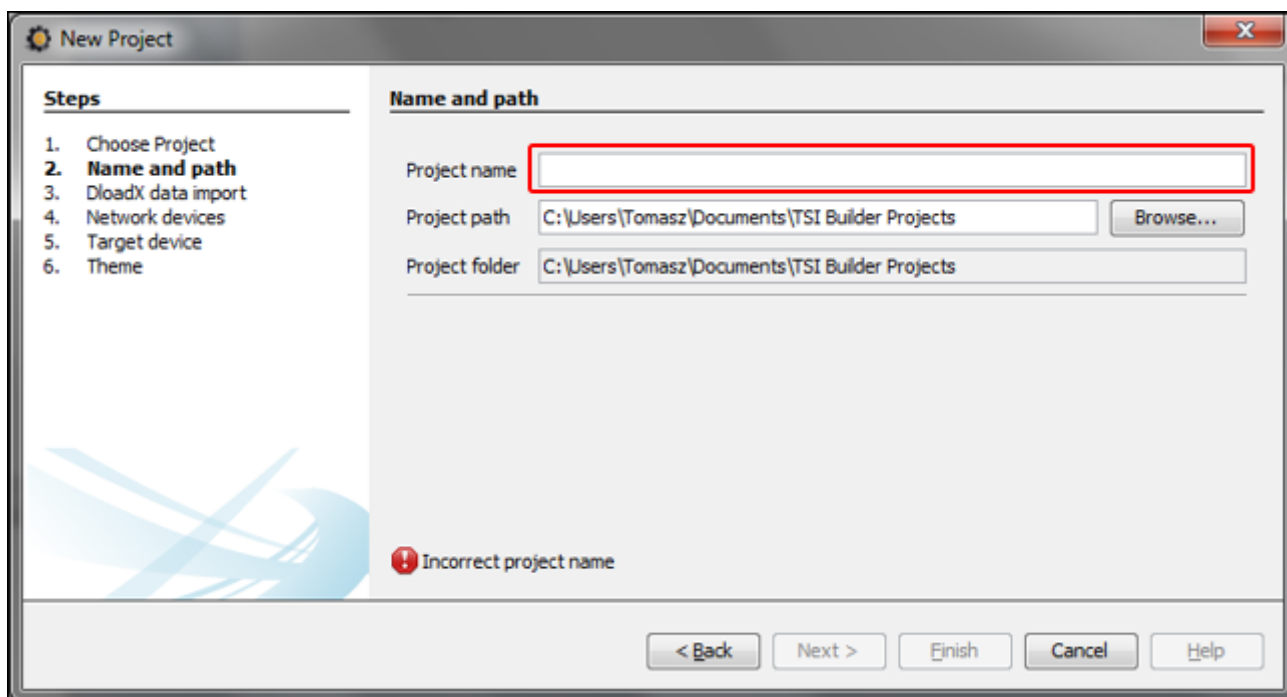 New Project
Steps
1. Choose Project
2. Name and path
3. DloadX data import
4. Network devices
5. Target device
6. Theme
Name and path
Project name
Project path C:\Users\Tomasz\Documents\TSI Builder Projects Browse...
Project folder C:\Users\Tomasz\Documents\TSI Builder Projects
Incorrect project name
< Back Next > Finish Cancel Help